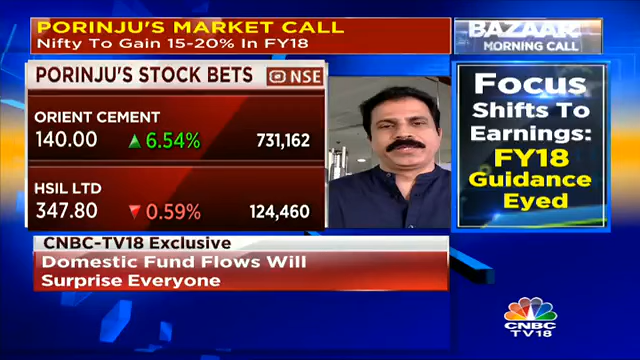 PORINJU'S MARKET CALL
Nifty To Gain 15-20% In FY18
BAZAAR
MORNING CALL
PORINJU'S STOCK BETS
NSE
ORIENT CEMENT
140.00 ▲ 6.54% 731,162
HSIL LTD
347.80 ▼ 0.59% 124,460
Focus
Shifts To
Earnings:
FY18
Guidance
Eyed
CNBC-TV18 Exclusive
Domestic Fund Flows Will
Surprise Everyone
CNBC
TV18